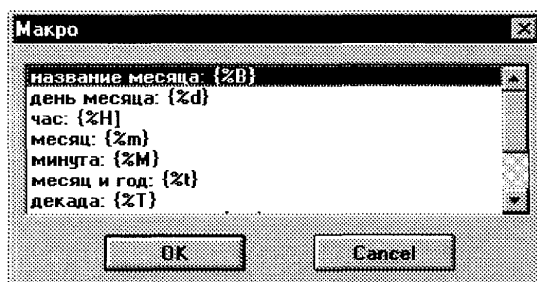 Макро
название месяца: {%B}
день месяца: {%d}
час: {%H]
месяц: {%m}
минута: {%M}
месяц и год: {%t}
декада: {%T}
OK
Cancel